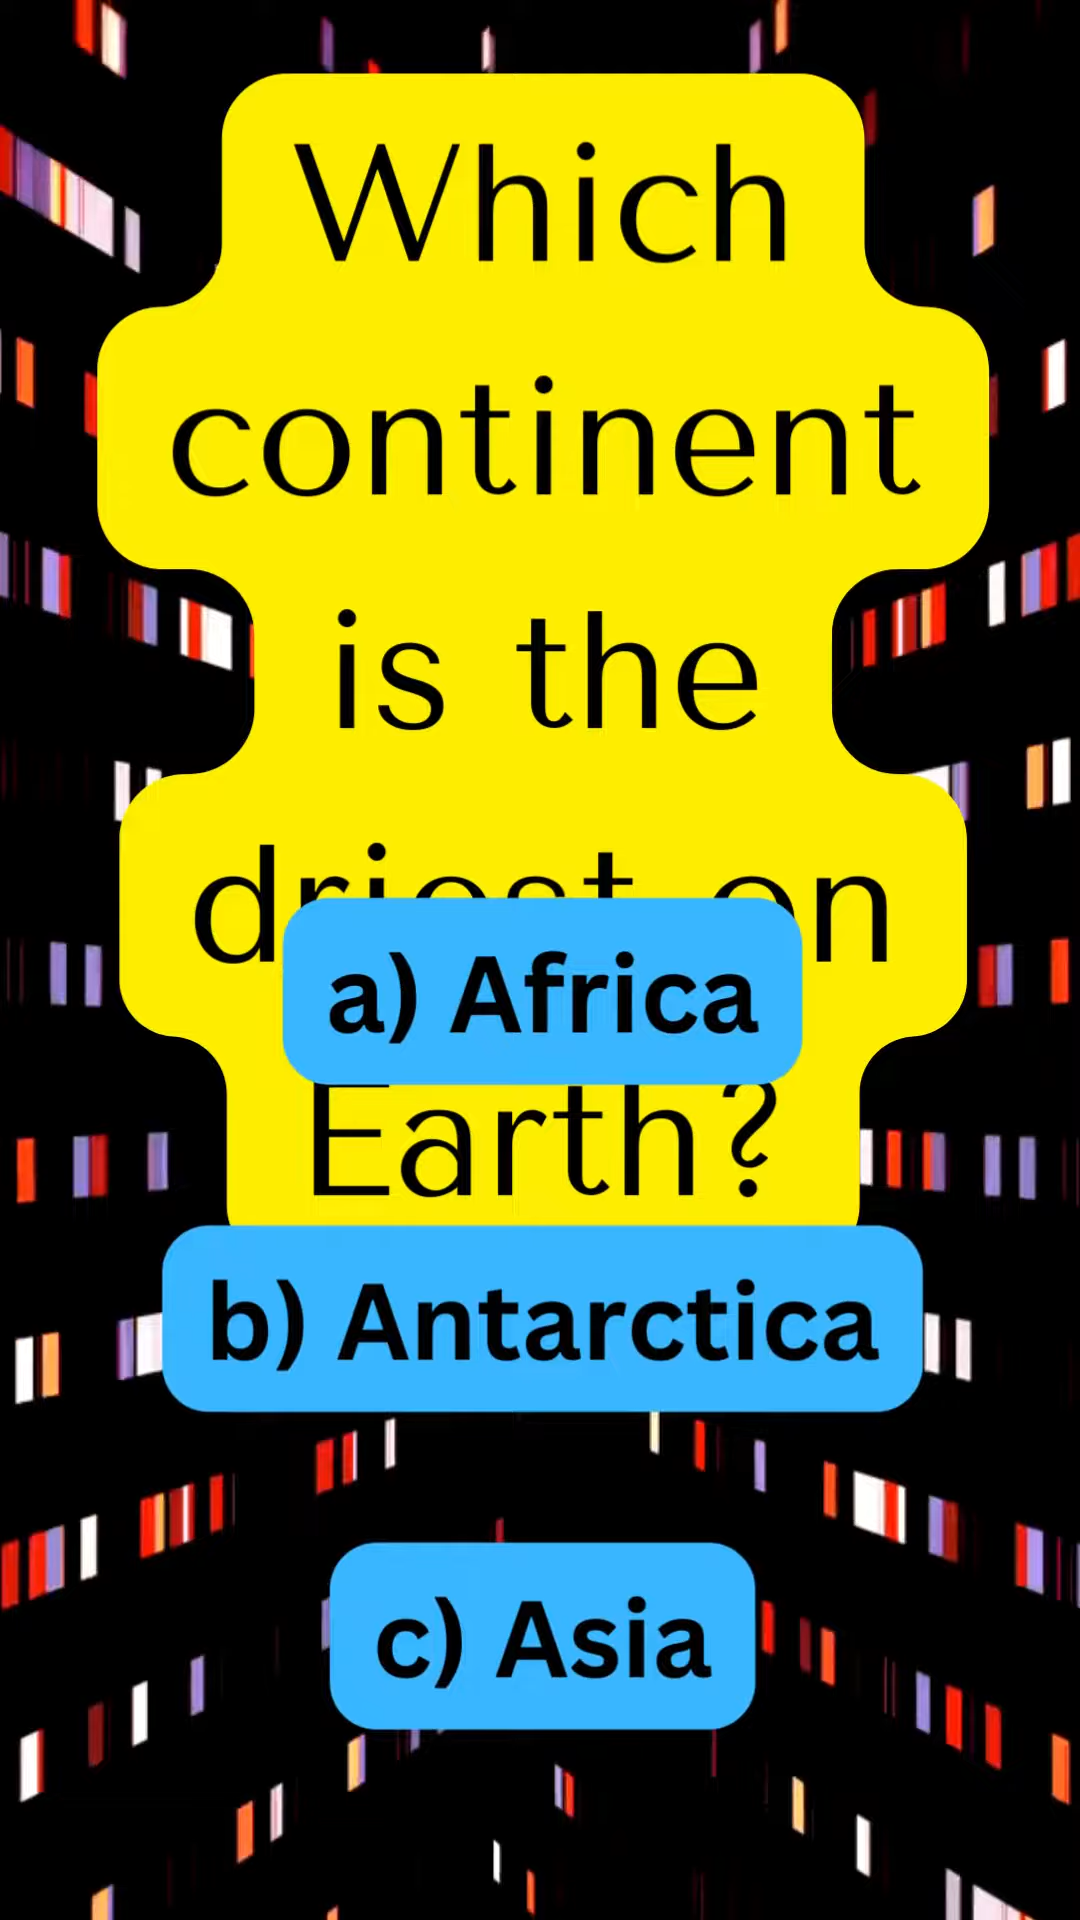 Which
continent
is the
driest on
a) Africa
Earth?
b) Antarctica
c) Asia